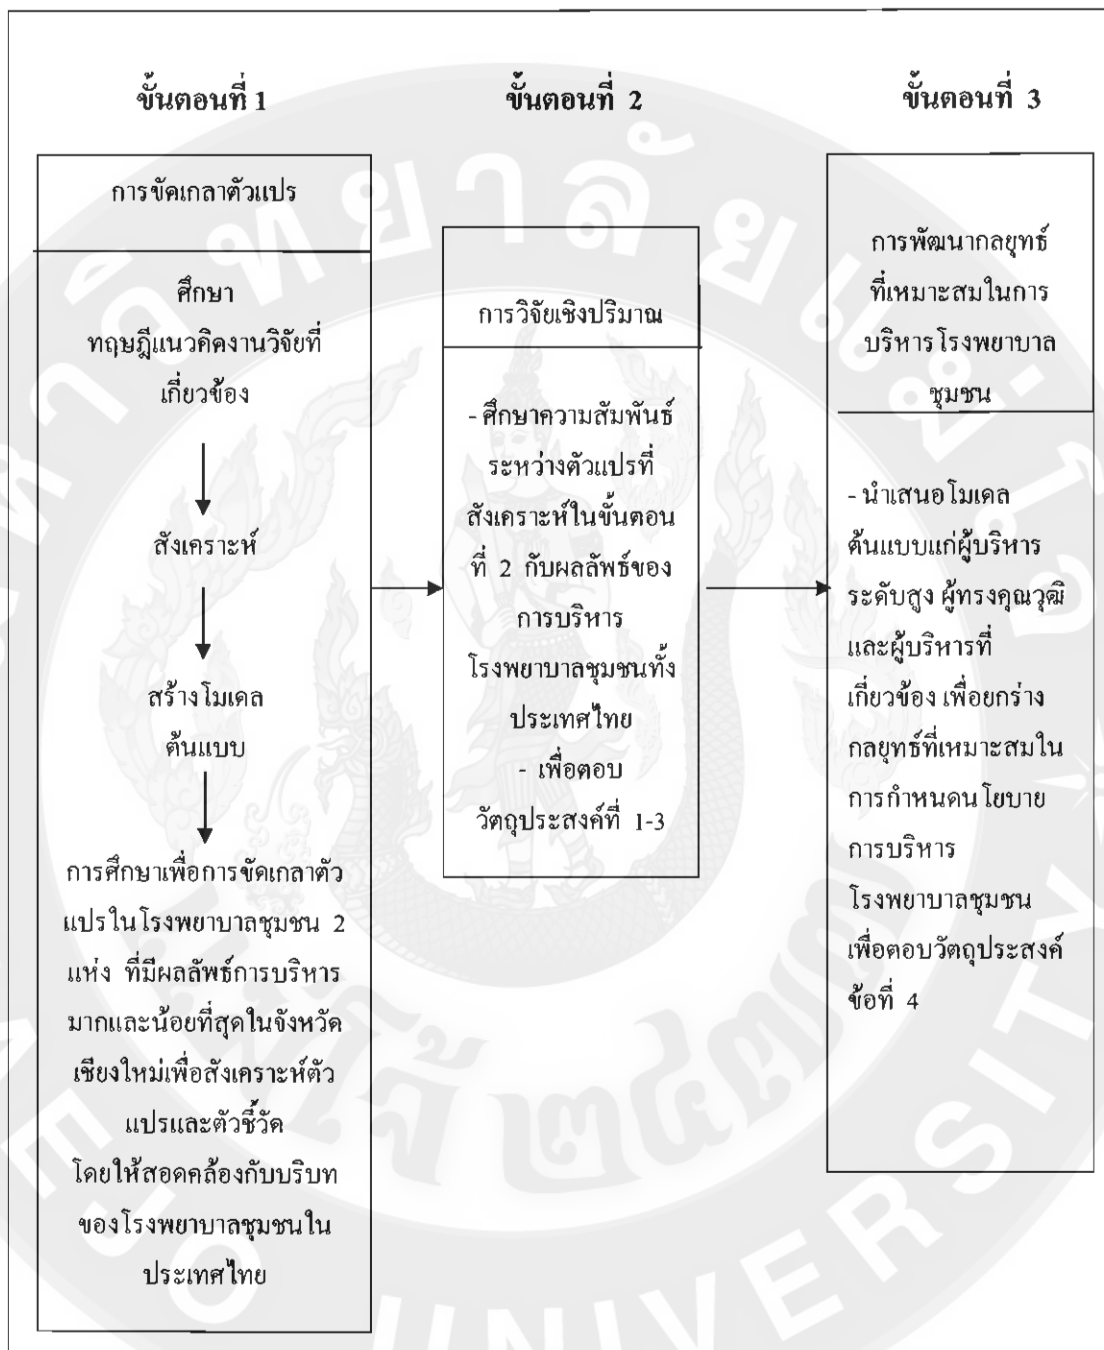 ขั้นตอนที่ 1
การขัดเกลาตัวแปร
ศึกษา
ทฤษฎีแนวคิดงานวิจัยที่
เกี่ยวข้อง
สังเคราะห์
สร้างโมเดล
ต้นแบบ
การศึกษาเพื่อการขัดเกลาตัว
แปรในโรงพยาบาลชุมชน 2
แห่ง ที่มีผลลัพธ์การบริหาร
มากและน้อยที่สุดในจังหวัด
เชียงใหม่เพื่อสังเคราะห์ตัว
แปรและตัวชี้วัด
โดยให้สอดคล้องกับบริบท
ของโรงพยาบาลชุมชนใน
ประเทศไทย
ขั้นตอนที่ 2
การวิจัยเชิงปริมาณ
- ศึกษาความสัมพันธ์
ระหว่างตัวแปรที่
สังเคราะห์ในขั้นตอน
ที่ 2 กับผลลัพธ์ของ
การบริหาร
โรงพยาบาลชุมชนทั้ง
ประเทศไทย
- เพื่อตอบ
วัตถุประสงค์ที่ 1-3
ขั้นตอนที่ 3
การพัฒนากลยุทธ์
ที่เหมาะสมในการ
บริหารโรงพยาบาล
ชุมชน
- นำเสนอโมเดล
ต้นแบบแก่ผู้บริหาร
ระดับสูง ผู้ทรงคุณวุฒิ
และผู้บริหารที่
เกี่ยวข้อง เพื่อยกร่าง
กลยุทธ์ที่เหมาะสมใน
การกำหนดนโยบาย
การบริหาร
โรงพยาบาลชุมชน
เพื่อตอบวัตถุประสงค์
ข้อที่ 4